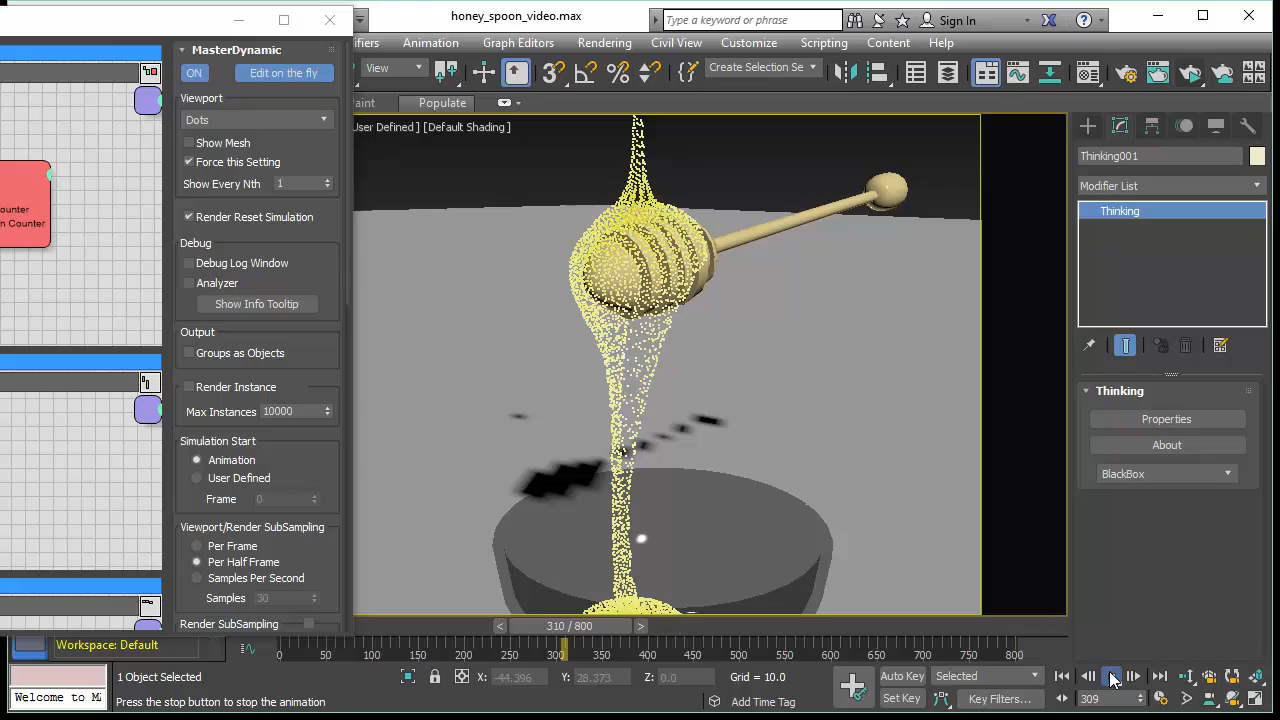 honey_spoon_video.max
Type a keyword or phrase
Sign In
ifiers Animation Graph Editors Rendering Civil View Customize Scripting Content Help
View
Create Selection Se
aint Populate
User Defined ] [Default Shading ]
MasterDynamic
ON Edit on the fly
Viewport
Dots
Show Mesh
Force this Setting
Show Every Nth 1
Render Reset Simulation
Debug
Debug Log Window
Analyzer
Show Info Tooltip
Output
Groups as Objects
Render Instance
Max Instances 10000
Simulation Start
Animation
User Defined
Frame 0
Viewport/Render SubSampling
Per Frame
Per Half Frame
Samples Per Second
Samples 30
Render SubSampling
ounter
n Counter
Thinking001
Modifier List
Thinking
Thinking
Properties
About
BlackBox
< 310 / 800 >
Workspace: Default
0 50 100 150 200 250 300 350 400 450 500 550 600 650 700 750 800
1 Object Selected
X: -44.396 Y: 28.373 Z: 0.0 Grid = 10.0
Auto Key Selected
Welcome to M
Press the stop button to stop the animation
Add Time Tag
Set Key Key Filters...
309